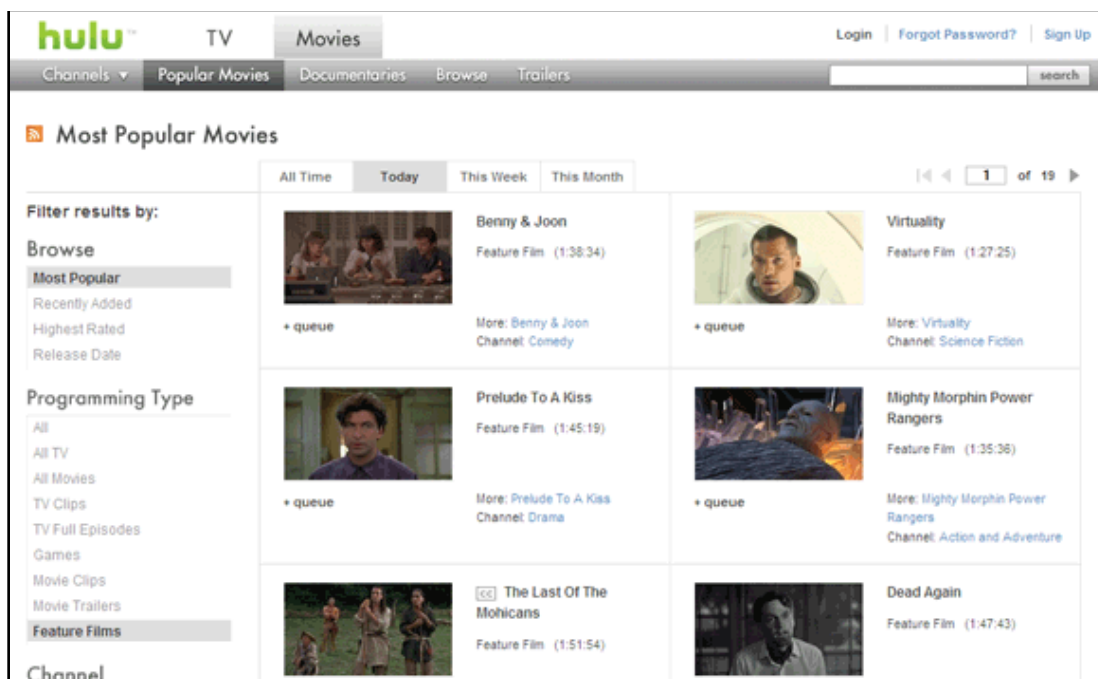 hulu™
TV
Movies
Login
Forgot Password?
Sign Up
Channels ▾
Popular Movies
Documentaries
Browse
Trailers
search
Most Popular Movies
All Time
Today
This Week
This Month
1 of 19
Filter results by:
Browse
Most Popular
Recently Added
Highest Rated
Release Date
Programming Type
All
All TV
All Movies
TV Clips
TV Full Episodes
Games
Movie Clips
Movie Trailers
Feature Films
Channel
Benny & Joon
Feature Film (1:38:34)
+ queue
More: Benny & Joon
Channel: Comedy
Virtuality
Feature Film (1:27:25)
+ queue
More: Virtuality
Channel: Science Fiction
Prelude To A Kiss
Feature Film (1:45:19)
+ queue
More: Prelude To A Kiss
Channel: Drama
Mighty Morphin Power
Rangers
Feature Film (1:35:36)
+ queue
More: Mighty Morphin Power
Rangers
Channel: Action and Adventure
cc The Last Of The
Mohicans
Feature Film (1:51:54)
Dead Again
Feature Film (1:47:43)